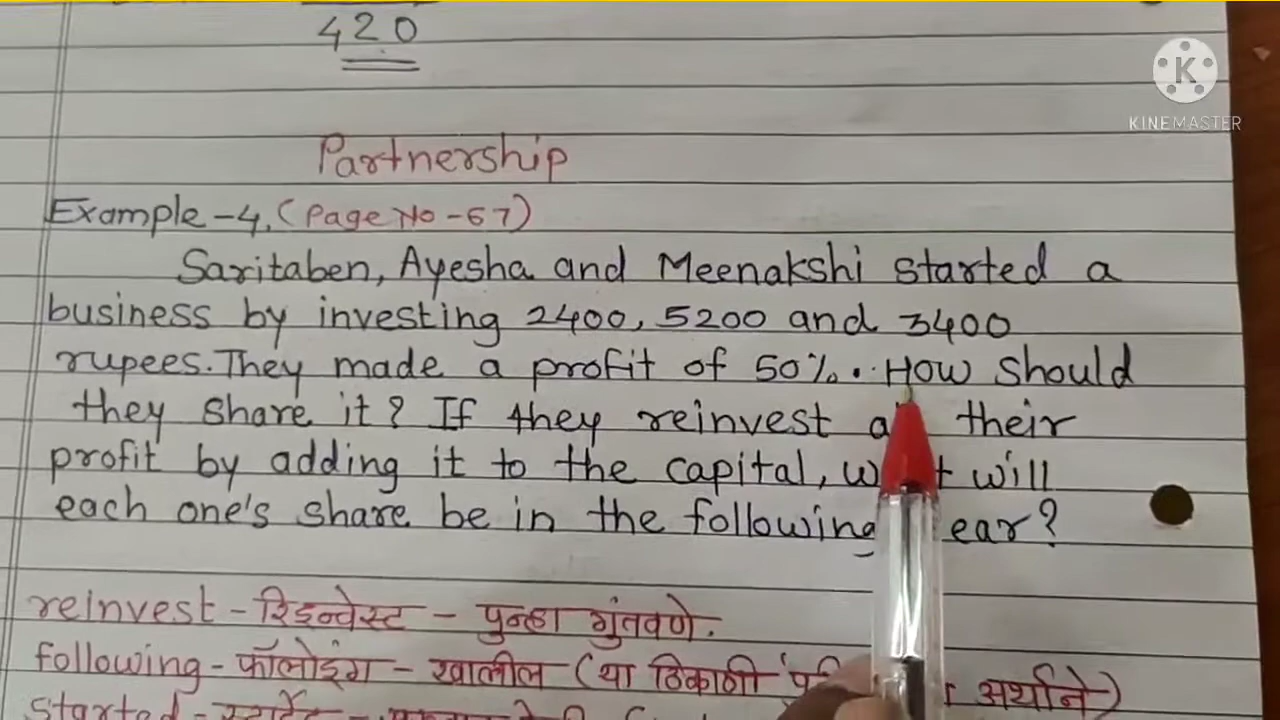 420
KINEMASTER
Partnership
Example-4. (Page No-67)
Saritaben, Ayesha and Meenakshi started a
business by investing 2400, 5200 and 3400
rupees. They made a profit of 50%. How should
they share it? If they reinvest their
profit by adding it to the capital, will
each one's share be in the following ear?
reinvest - रिइन्वेस्ट - पुन्हा गुंतवणे.
following - फॉलोइंग - खालील (या ठिकाणी अर्थाने)
started -